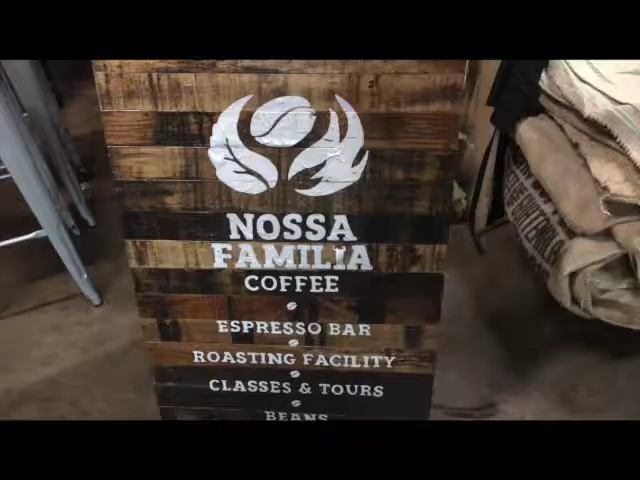 NOSSA
FAMILIA
COFFEE
ESPRESSO BAR
ROASTING FACILITY
CLASSES & TOURS
BEANS